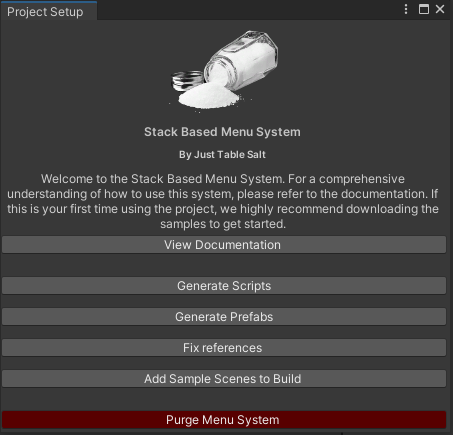 Project Setup
Stack Based Menu System
By Just Table Salt
Welcome to the Stack Based Menu System. For a comprehensive
understanding of how to use this system, please refer to the documentation. If
this is your first time using the project, we highly recommend downloading the
samples to get started.
View Documentation
Generate Scripts
Generate Prefabs
Fix references
Add Sample Scenes to Build
Purge Menu System